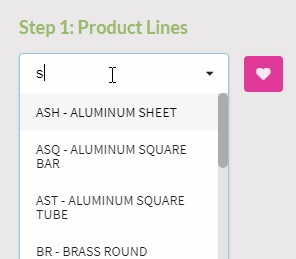 Step 1: Product Lines
s
ASH - ALUMINUM SHEET
ASQ - ALUMINUM SQUARE
BAR
AST - ALUMINUM SQUARE
TUBE
BR - BRASS ROUND